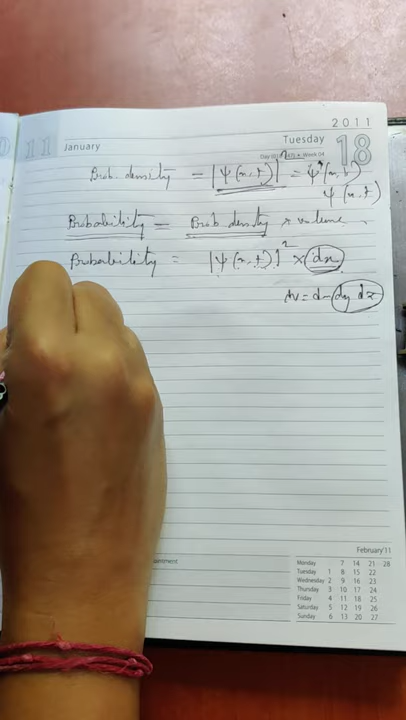 2011
11 January Tuesday 18
Prob. density = |ψ(x,t)|² = ψ*(x,t)
ψ(x,t)
Probability = Prob density × volume
Probability = |ψ(x,t)|² × dx
dv = dx dy dz
February'11
Monday 7 14 21 28
Tuesday 1 8 15 22
Wednesday 2 9 16 23
Thursday 3 10 17 24
Friday 4 11 18 25
Saturday 5 12 19 26
Sunday 6 13 20 27